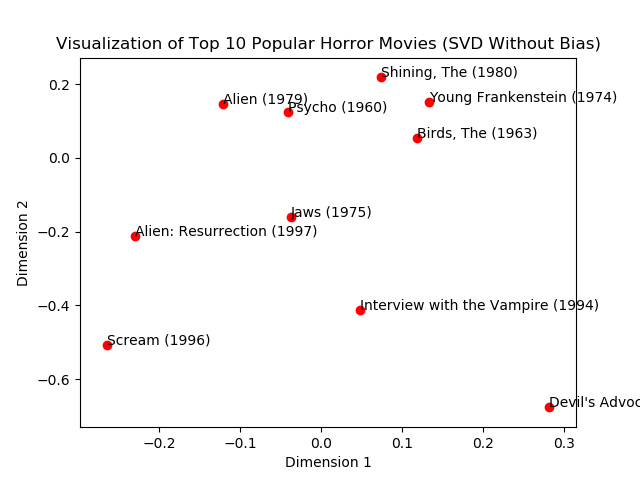 Visualization of Top 10 Popular Horror Movies (SVD Without Bias)
Shining, The (1980)
Alien (1979)
Young Frankenstein (1974)
Psycho (1960)
Birds, The (1963)
Jaws (1975)
Alien: Resurrection (1997)
Interview with the Vampire (1994)
Scream (1996)
Devil's Advoc
0.2
0.0
−0.2
−0.4
−0.6
Dimension 2
−0.2
−0.1
0.0
0.1
0.2
0.3
Dimension 1